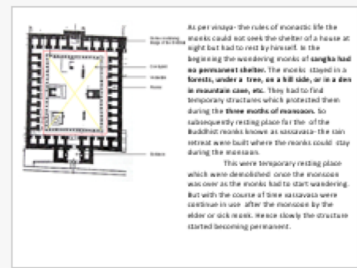 As per vinaya- the rules of monastic life the
monks could not seek the shelter of a house at
night but had to rest by himself. In the
beginning the wondering monks of sangha had
no permanent shelter. The monks stayed in a
forests, under a tree, on a hill side, or in a den
in mountain cave, etc. They had to find
temporary structures which protected them
during the three moths of monsoon. So
subsequently resting place for the of the
Buddhist monks known as vassavasa- the rain
retreat were built where the monks could stay
during the monsoon.
This were temporary resting place
which were demolished once the monsoon
was over as the monks had to start wandering.
But with the course of time vassavasa were
continue in use after the monsoon by the
elder or sick monk. Hence slowly the structure
started becoming permanent.